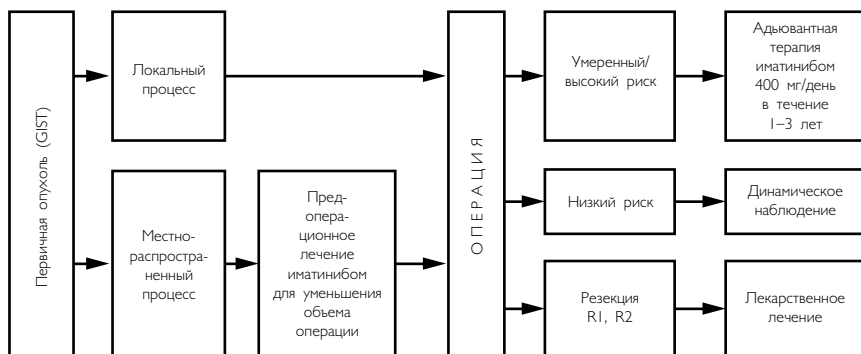 Первичная опухоль (GIST)
Локальный
процесс
Местно-
распростра-
ненный
процесс
Пред-
опера-
ционное
лечение
иматинибом
для уменьшения
объема
операции
ОПЕРАЦИЯ
Умеренный/
высокий риск
Адьювантная
терапия
иматинибом
400 мг/день
в течение
1–3 лет
Низкий риск
Динамическое
наблюдение
Резекция
R1, R2
Лекарственное
лечение